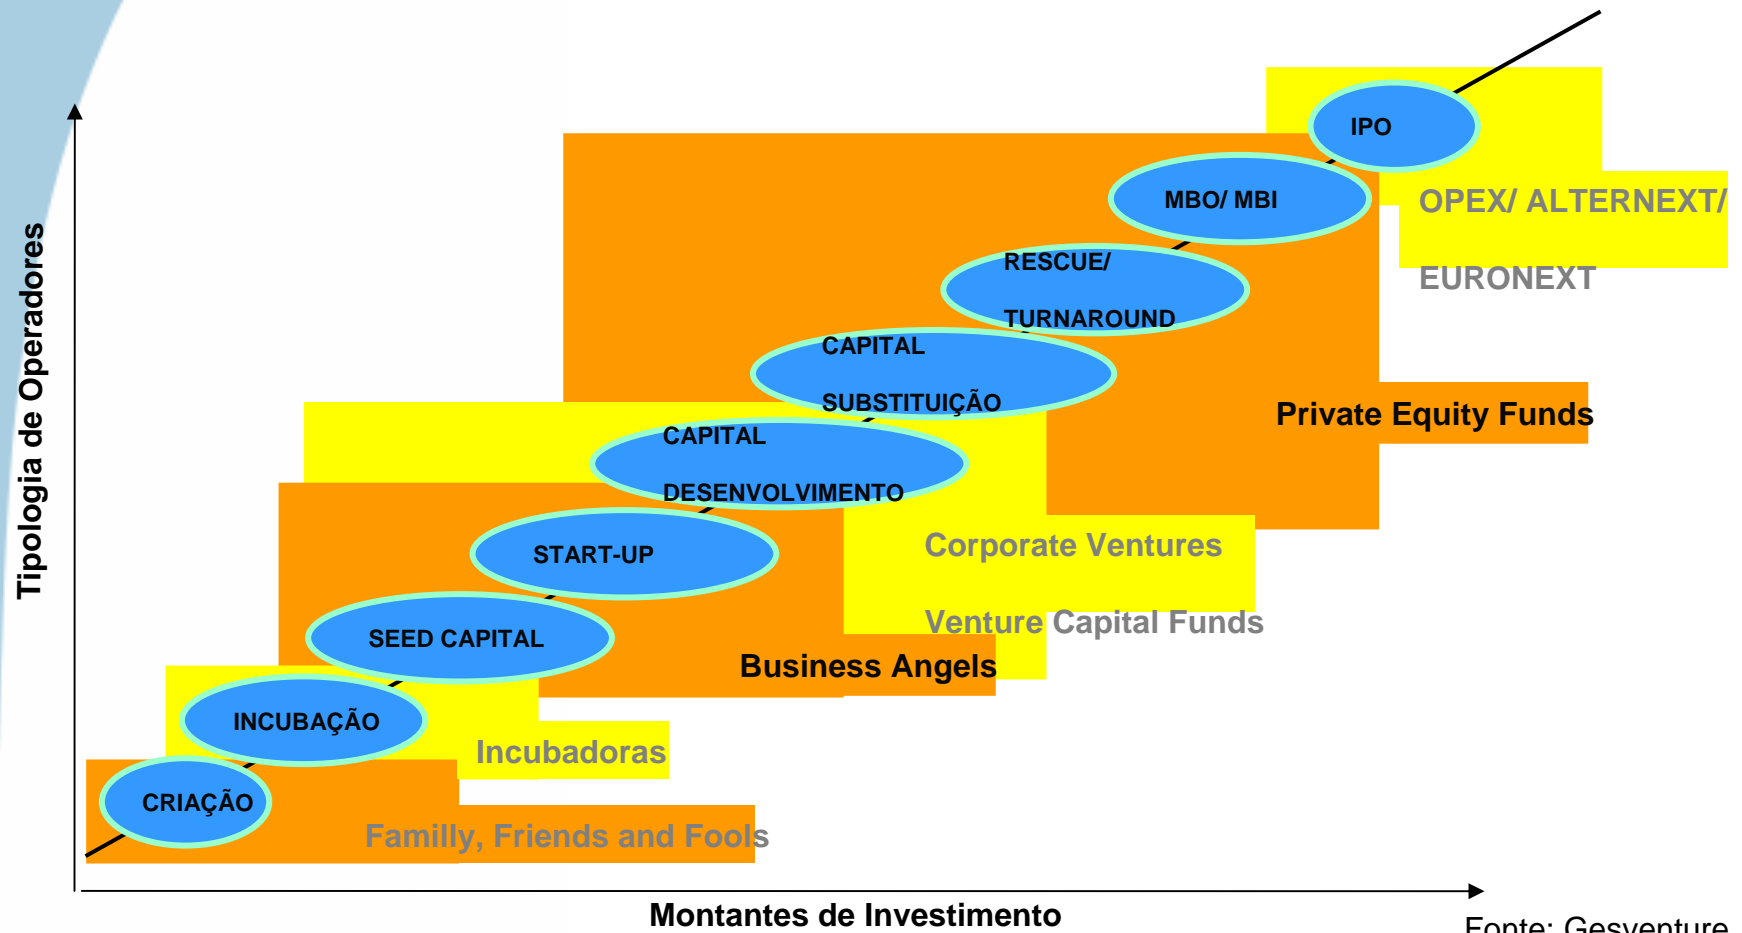 IPO
MBO/ MBI
OPEX/ ALTERNEXT/
EURONEXT
RESCUE/
TURNAROUND
CAPITAL
SUBSTITUIÇÃO
Private Equity Funds
CAPITAL
DESENVOLVIMENTO
START-UP
Corporate Ventures
Venture Capital Funds
SEED CAPITAL
Business Angels
INCUBAÇÃO
Incubadoras
CRIAÇÃO
Familly, Friends and Fools
Tipologia de Operadores
Montantes de Investimento
Fonte: Gesventure